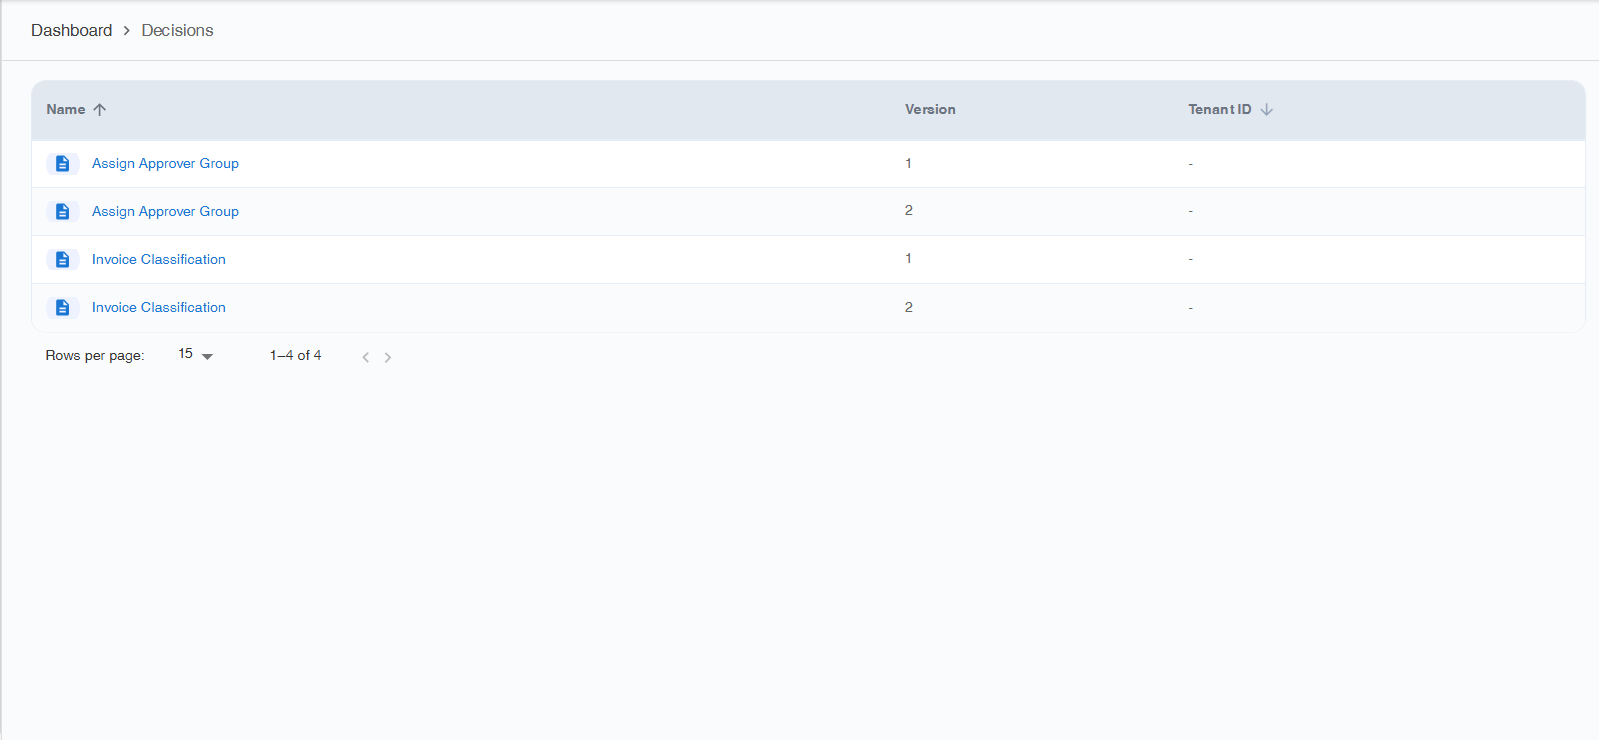 Dashboard > Decisions
Name Version Tenant ID
Assign Approver Group 1 -
Assign Approver Group 2 -
Invoice Classification 1 -
Invoice Classification 2 -
Rows per page: 15 1–4 of 4